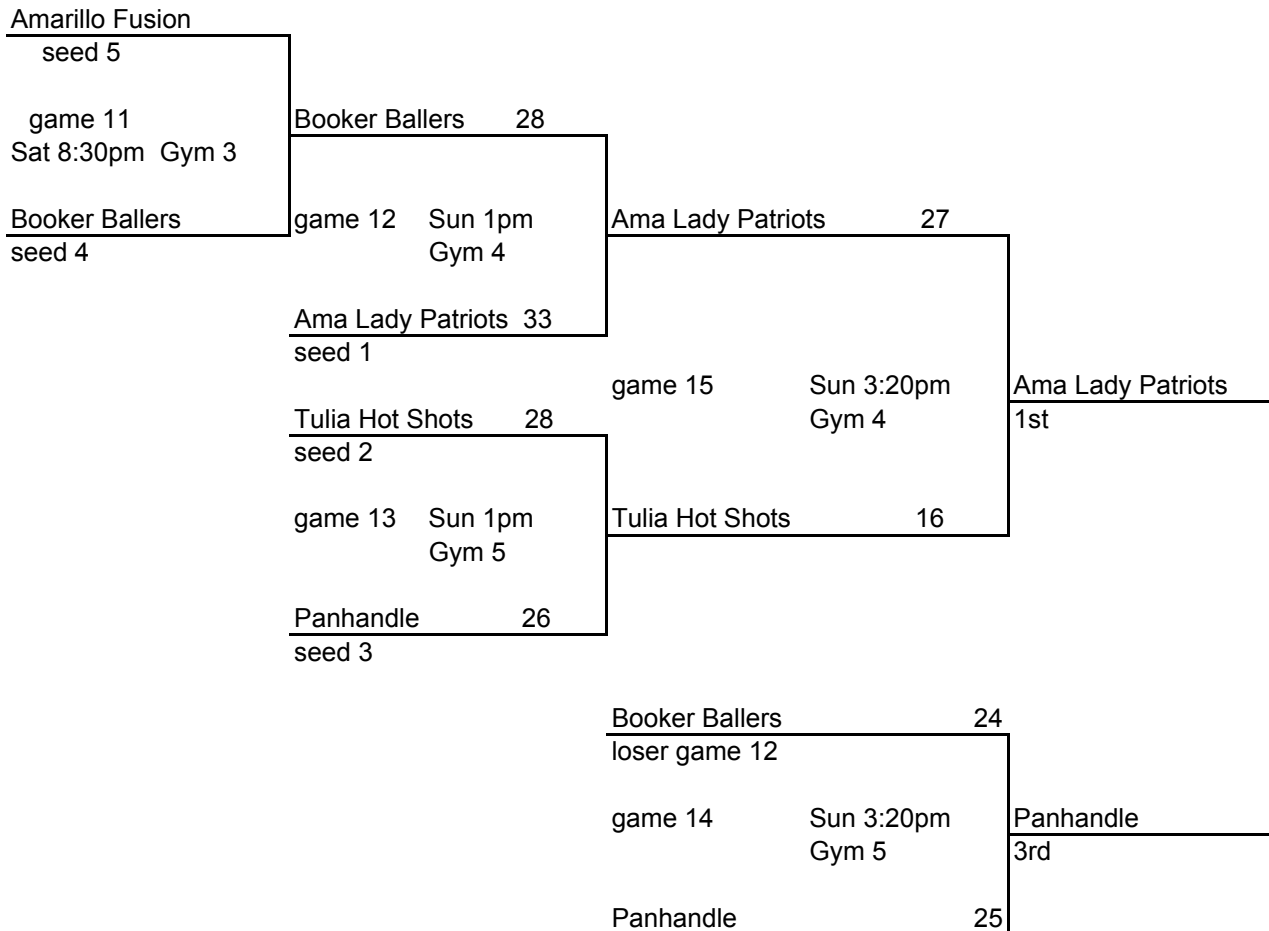 Amarillo Fusion
seed 5
game 11
Booker Ballers 28
Sat 8:30pm Gym 3
Booker Ballers
game 12 Sun 1pm
Ama Lady Patriots 27
seed 4
Gym 4
Ama Lady Patriots 33
seed 1
game 15 Sun 3:20pm
Ama Lady Patriots
Tulia Hot Shots 28
Gym 4
1st
seed 2
game 13 Sun 1pm
Tulia Hot Shots 16
Gym 5
Panhandle 26
seed 3
Booker Ballers 24
loser game 12
game 14 Sun 3:20pm
Panhandle
Gym 5
3rd
Panhandle 25